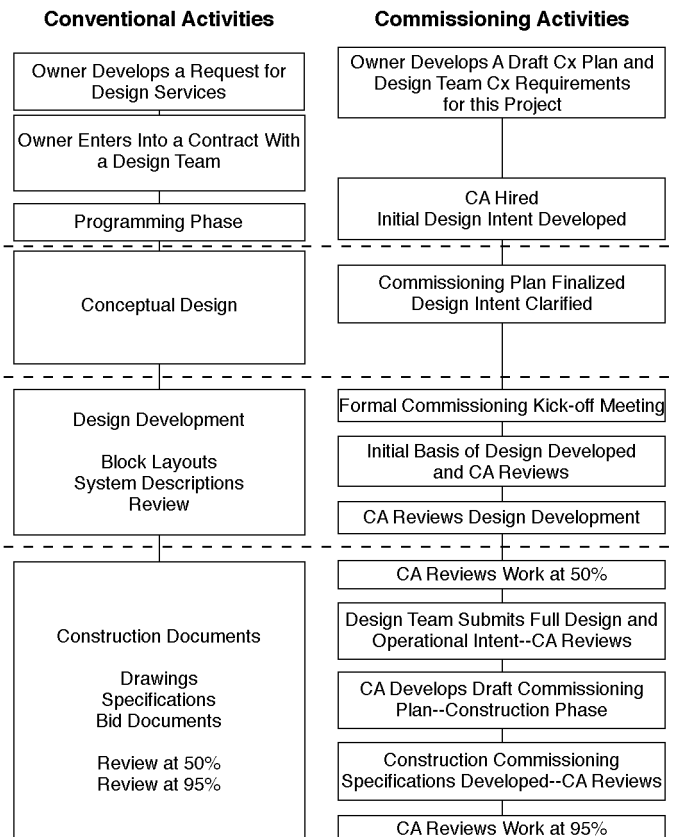 Conventional Activities
Owner Develops a Request for
Design Services
Owner Enters Into a Contract With
a Design Team
Programming Phase
Conceptual Design
Design Development
Block Layouts
System Descriptions
Review
Construction Documents
Drawings
Specifications
Bid Documents
Review at 50%
Review at 95%
Commissioning Activities
Owner Develops A Draft Cx Plan and
Design Team Cx Requirements
for this Project
CA Hired
Initial Design Intent Developed
Commissioning Plan Finalized
Design Intent Clarified
Formal Commissioning Kick-off Meeting
Initial Basis of Design Developed
and CA Reviews
CA Reviews Design Development
CA Reviews Work at 50%
Design Team Submits Full Design and
Operational Intent--CA Reviews
CA Develops Draft Commissioning
Plan--Construction Phase
Construction Commissioning
Specifications Developed--CA Reviews
CA Reviews Work at 95%